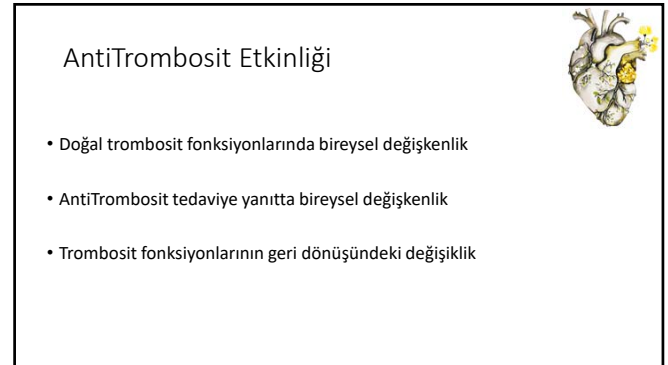 AntiTrombosit Etkinliği
• Doğal trombosit fonksiyonlarında bireysel değişkenlik
• AntiTrombosit tedaviye yanıtta bireysel değişkenlik
• Trombosit fonksiyonlarının geri dönüşündeki değişiklik